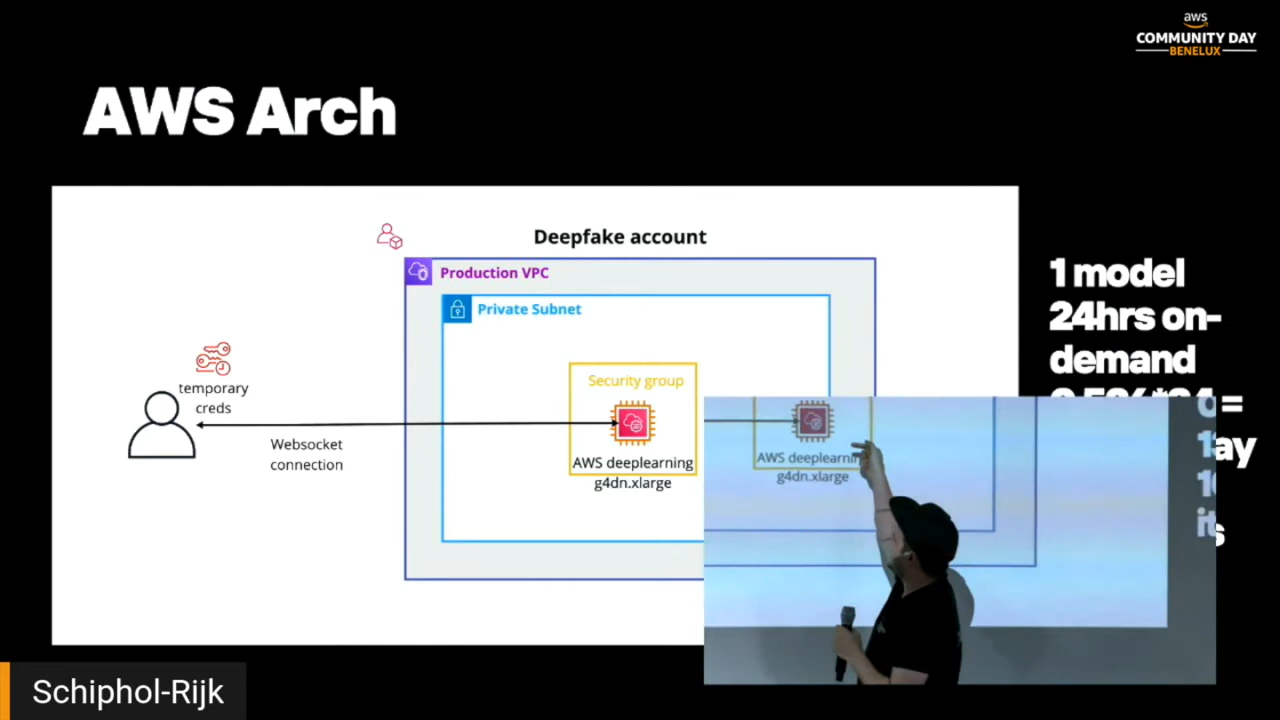 aws
COMMUNITY DAY
BENELUX
AWS Arch
Deepfake account
Production VPC
Private Subnet
temporary
creds
Websocket
connection
Security group
AWS deeplearning
g4dn.xlarge
1 model
24hrs on-
demand
AWS
g4dn.xlarge
Schiphol-Rijk